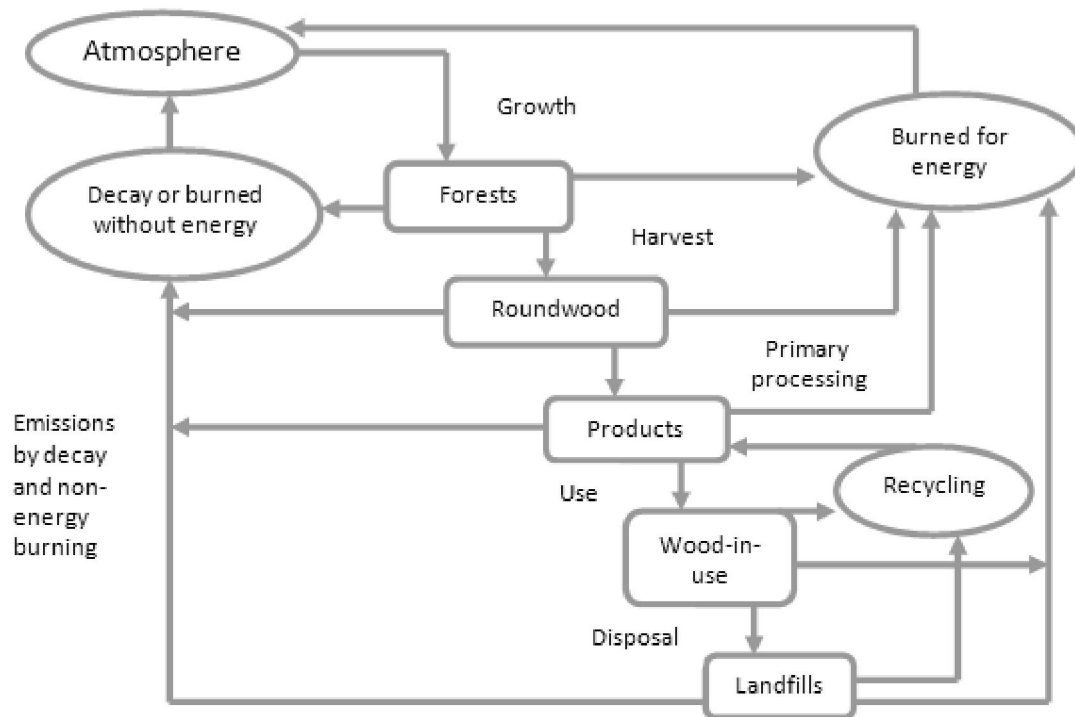 Atmosphere
Growth
Burned for
energy
Decay or burned
without energy
Forests
Harvest
Roundwood
Primary
processing
Products
Emissions
by decay
and non-
energy
burning
Use
Recycling
Wood-in-
use
Disposal
Landfills